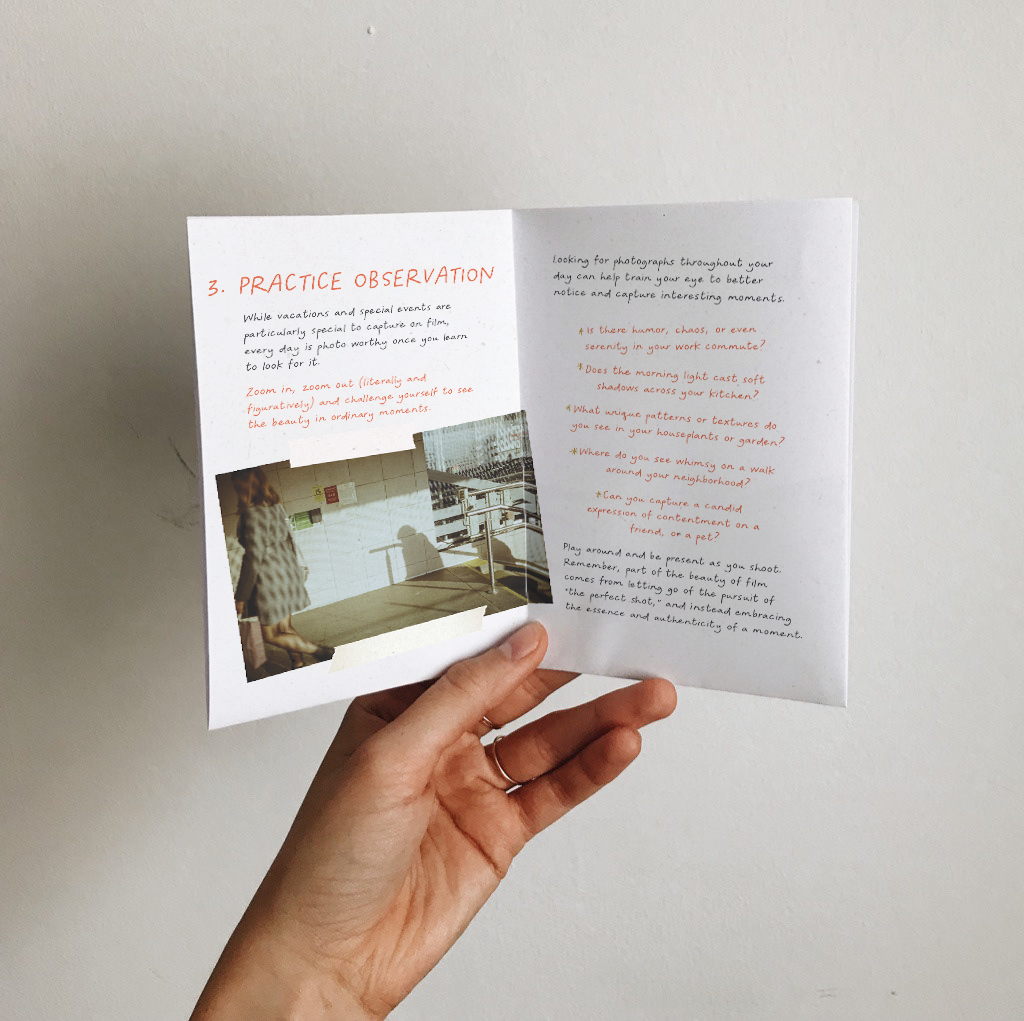 3. PRACTICE OBSERVATION
While vacations and special events are
particularly special to capture on film,
every day is photo worthy once you learn
to look for it.
Zoom in, zoom out (literally and
figuratively) and challenge yourself to see
the beauty in ordinary moments.
Looking for photographs throughout your
day can help train your eye to better
notice and capture interesting moments.
* Is there humor, chaos, or even
serenity in your work commute?
* Does the morning light cast soft
shadows across your kitchen?
* What unique patterns or textures do
you see in your houseplants or garden?
* Where do you see whimsy on a walk
around your neighborhood?
* Can you capture a candid
expression of contentment on a
friend, or a pet?
Play around and be present as you shoot.
Remember, part of the beauty of film
comes from letting go of the pursuit of
"the perfect shot," and instead embracing
the essence and authenticity of a moment.